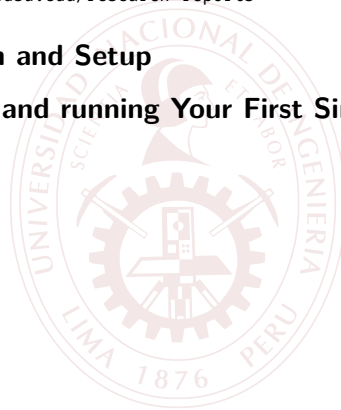 n and Setup
and running Your First Si
UNIVERSIDAD NACIONAL DE INGENIERIA
SCIENTIA ET LABOR
LIMA 1876 PERU